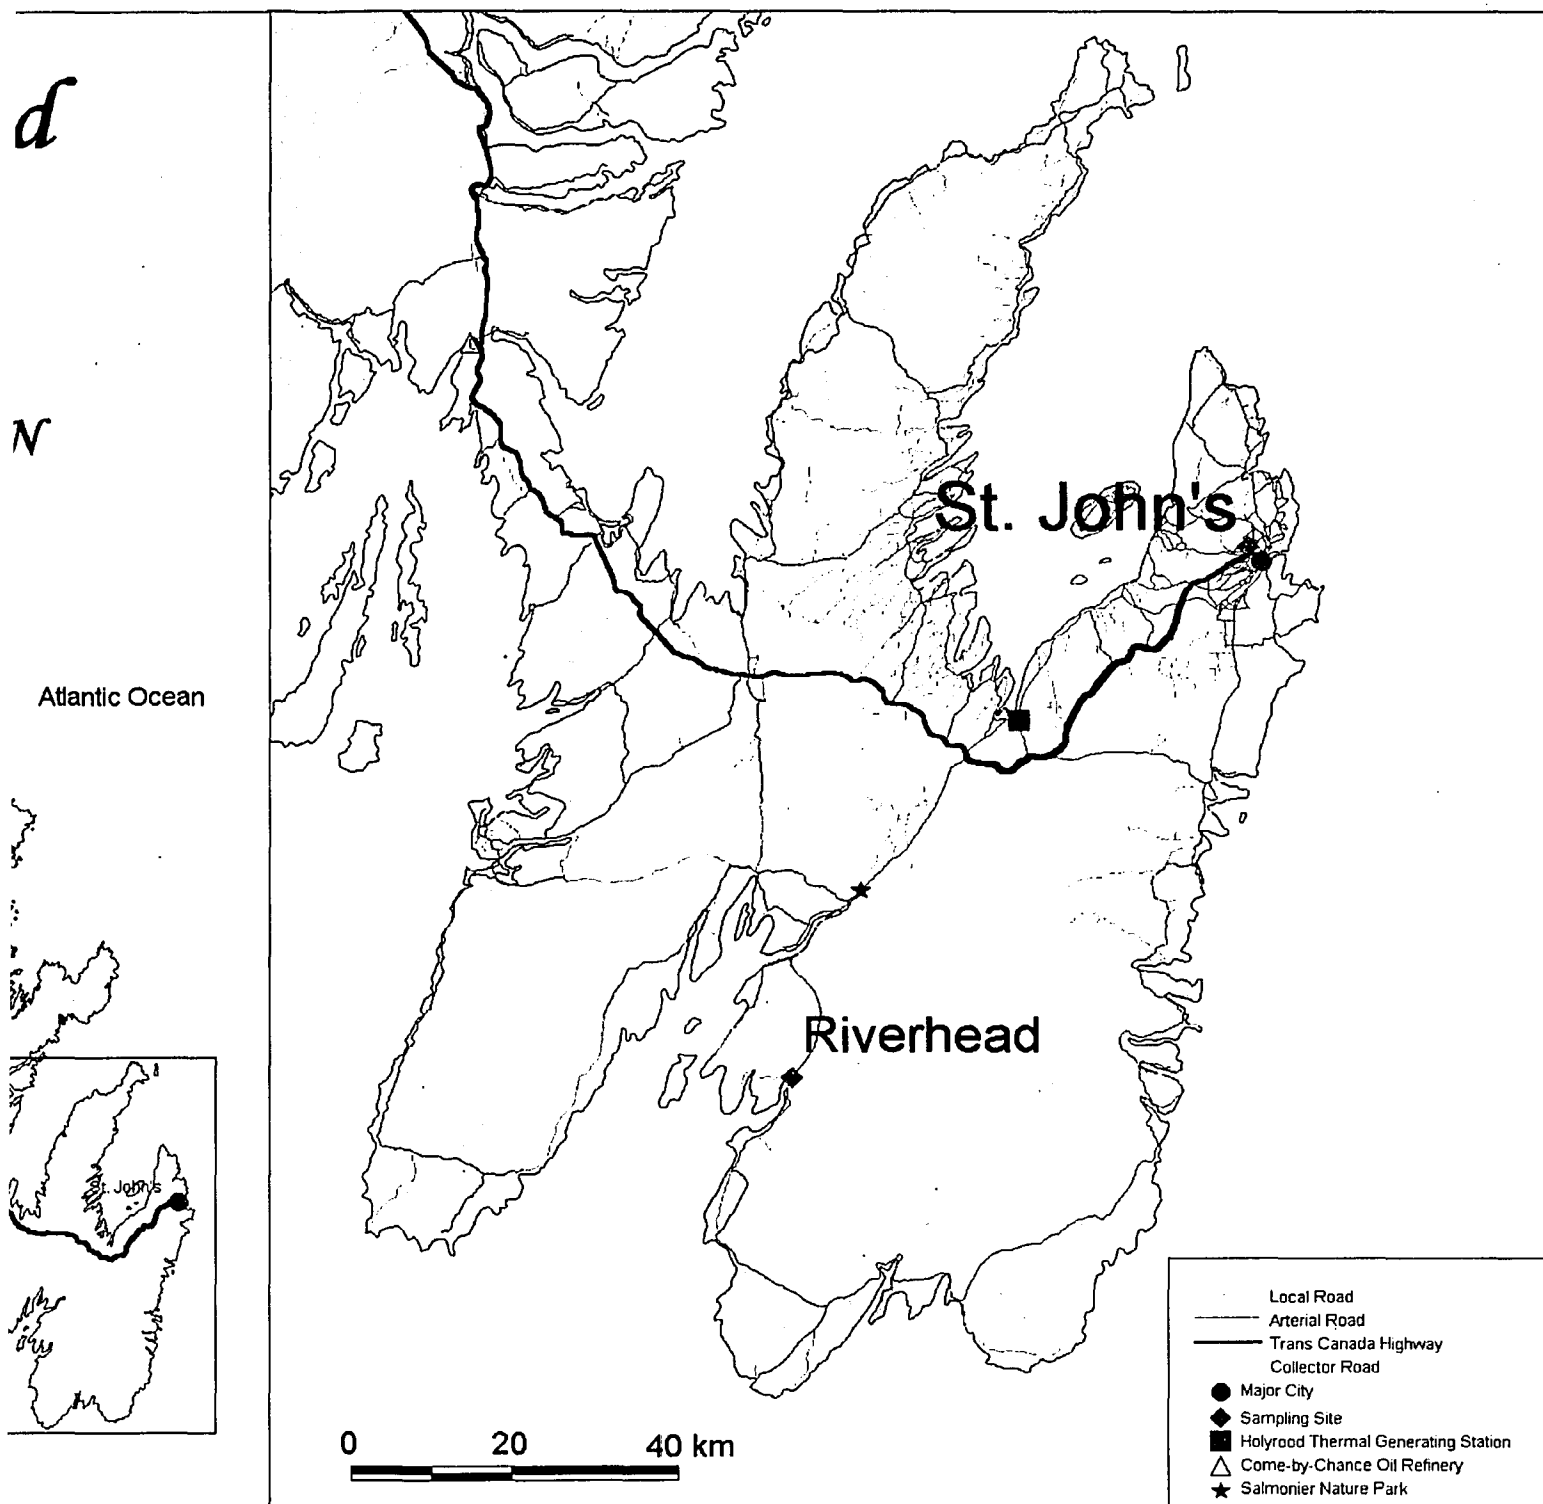 d
N
St. John's
Atlantic Ocean
Riverhead
St. John's
Local Road
Arterial Road
Trans Canada Highway
Collector Road
Major City
Sampling Site
Holyrood Thermal Generating Station
Come-by-Chance Oil Refinery
Salmonier Nature Park
0 20 40 km